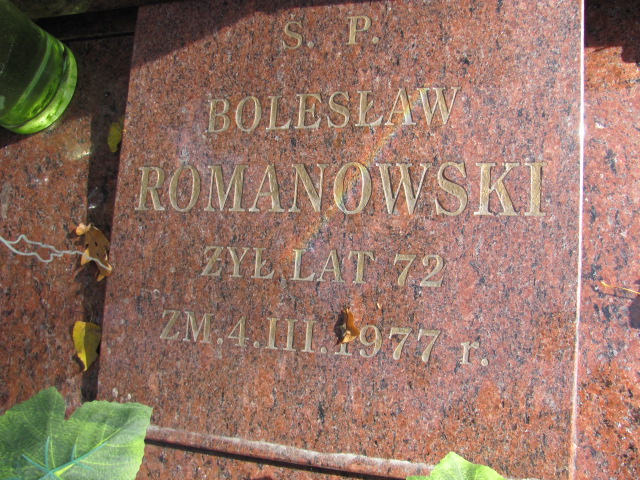 Ś. P.
BOLESŁAW
ROMANOWSKI
ŻYŁ LAT 72
ZM. 4.III.1977 r.